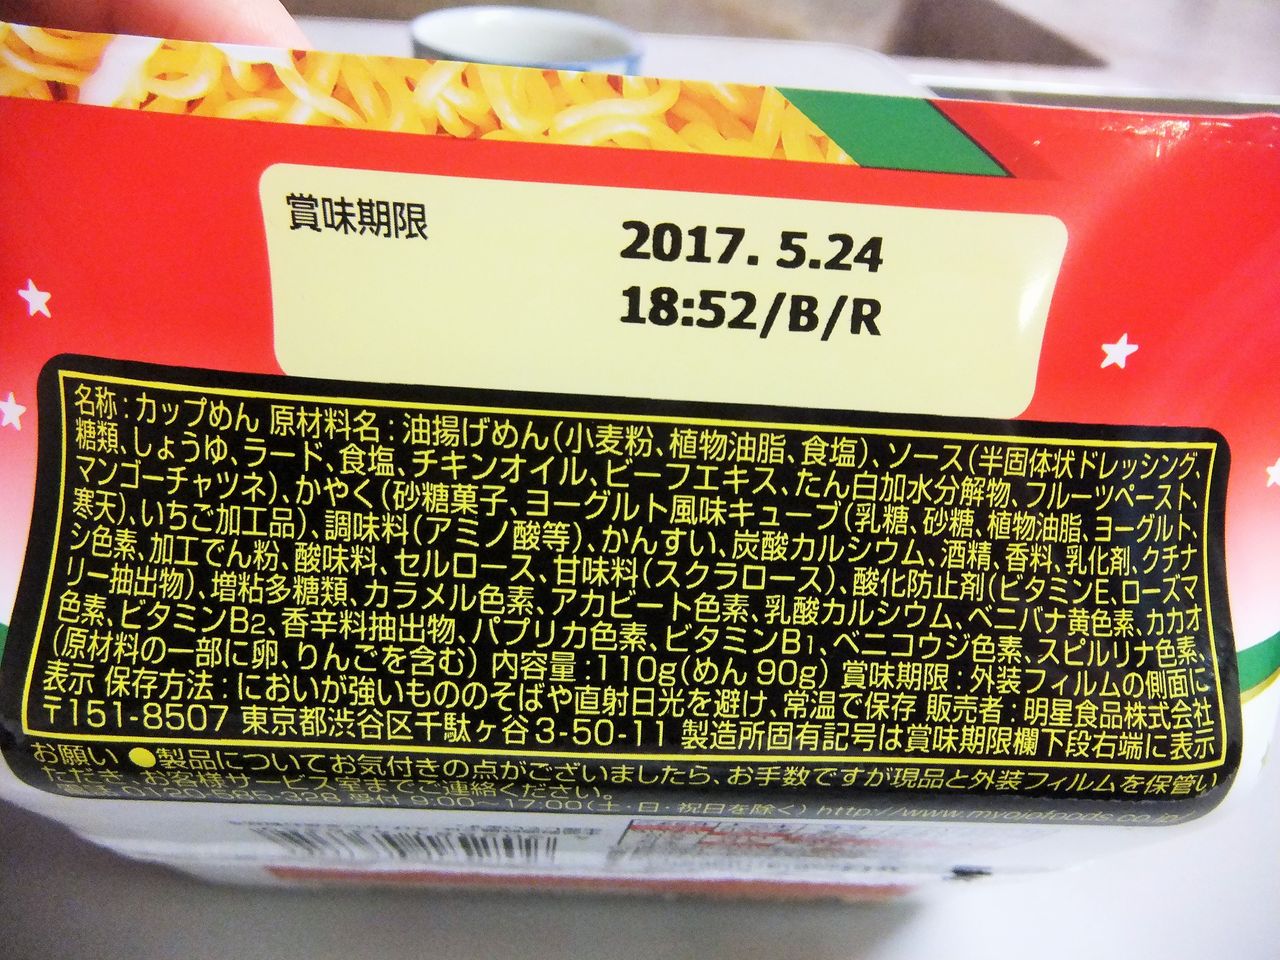 賞味期限
2017. 5.24
18:52/B/R
名称:カップめん 原材料名:油揚げめん(小麦粉、植物油脂、食塩)、ソース(半固体状ドレッシング、
糖類、しょうゆ、ラード、食塩、チキンオイル、ビーフエキス、たん白加水分解物、フルーツペースト、
マンゴーチャツネ)、かやく(砂糖菓子、ヨーグルト風味キューブ(乳糖、砂糖、植物油脂、ヨーグルト、
寒天)、いちご加工品)、調味料(アミノ酸等)、かんすい、炭酸カルシウム、酒精、香料、乳化剤、クチナ
シ色素、加工でん粉、酸味料、セルロース、甘味料(スクラロース)、酸化防止剤(ビタミンE、ローズマ
リー抽出物)、増粘多糖類、カラメル色素、アカビート色素、乳酸カルシウム、ベニバナ黄色素、カカオ
色素、ビタミンB2、香辛料抽出物、パプリカ色素、ビタミンB1、ベニコウジ色素、スピルリナ色素、
(原材料の一部に卵、りんごを含む) 内容量:110g(めん 90g) 賞味期限:外装フィルムの側面に
表示 保存方法:においが強いもののそばや直射日光を避け、常温で保存 販売者:明星食品株式会社
〒151-8507 東京都渋谷区千駄ヶ谷3-50-11 製造所固有記号は賞味期限欄下段右端に表示
お願い ●製品についてお気付きの点がございましたら、お手数ですが現品と外装フィルムを保管い
ただき、お客様サービス室までご連絡ください。
受付 9:00〜17:00(土・日・祝日を除く) http://www.myojofoods.co.jp/